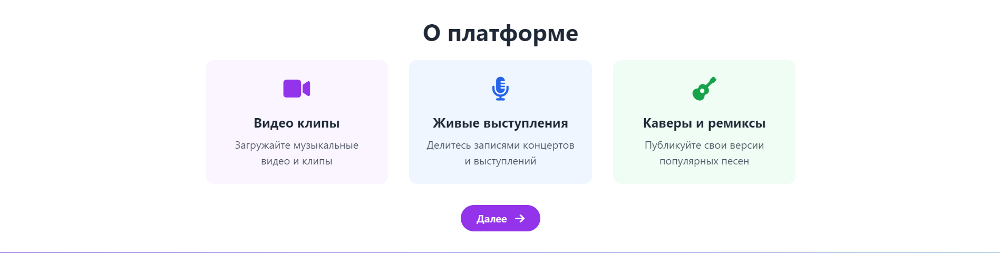 О платформе
Видео клипы
Загружайте музыкальные
видео и клипы
Живые выступления
Делитесь записями концертов
и выступлений
Каверы и ремиксы
Публикуйте свои версии
популярных песен
Далее